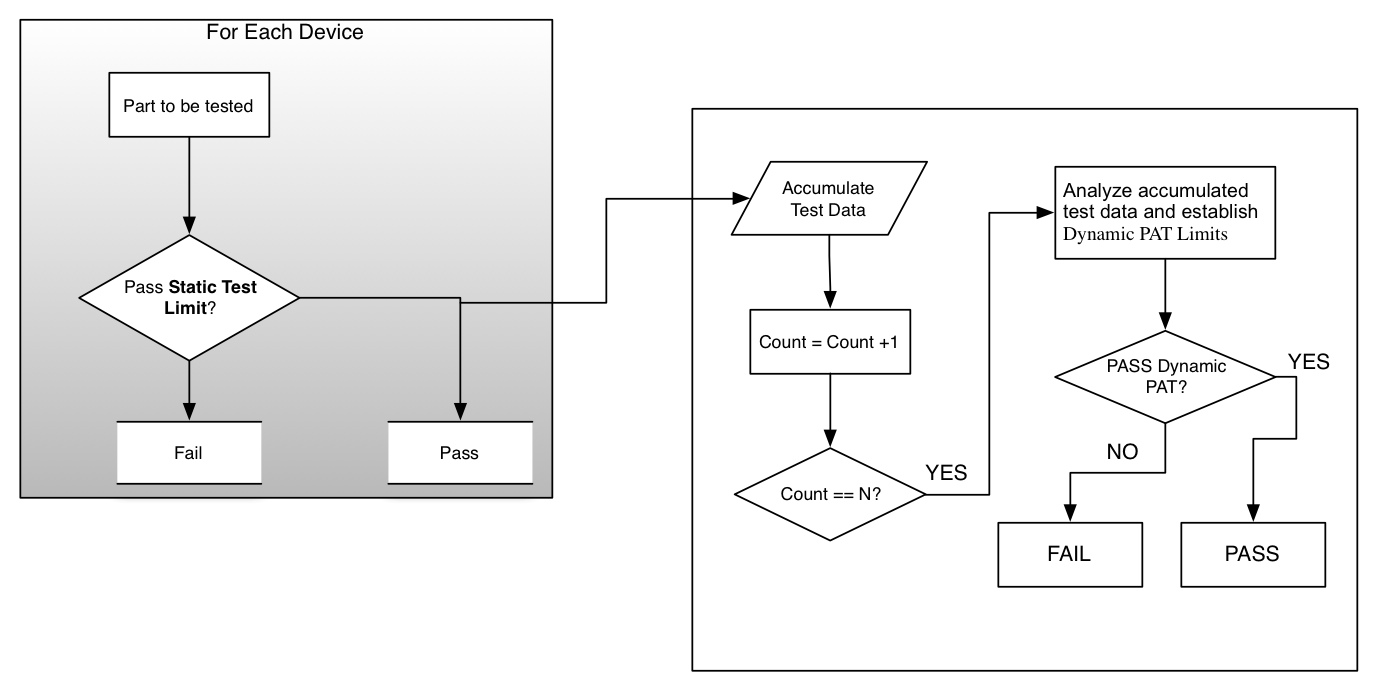 For Each Device
Part to be tested
Pass Static Test
Limit?
Fail
Pass
Accumulate
Test Data
Count = Count +1
Count == N?
YES
Analyze accumulated
test data and establish
Dynamic PAT Limits
PASS Dynamic
PAT?
YES
NO
FAIL
PASS